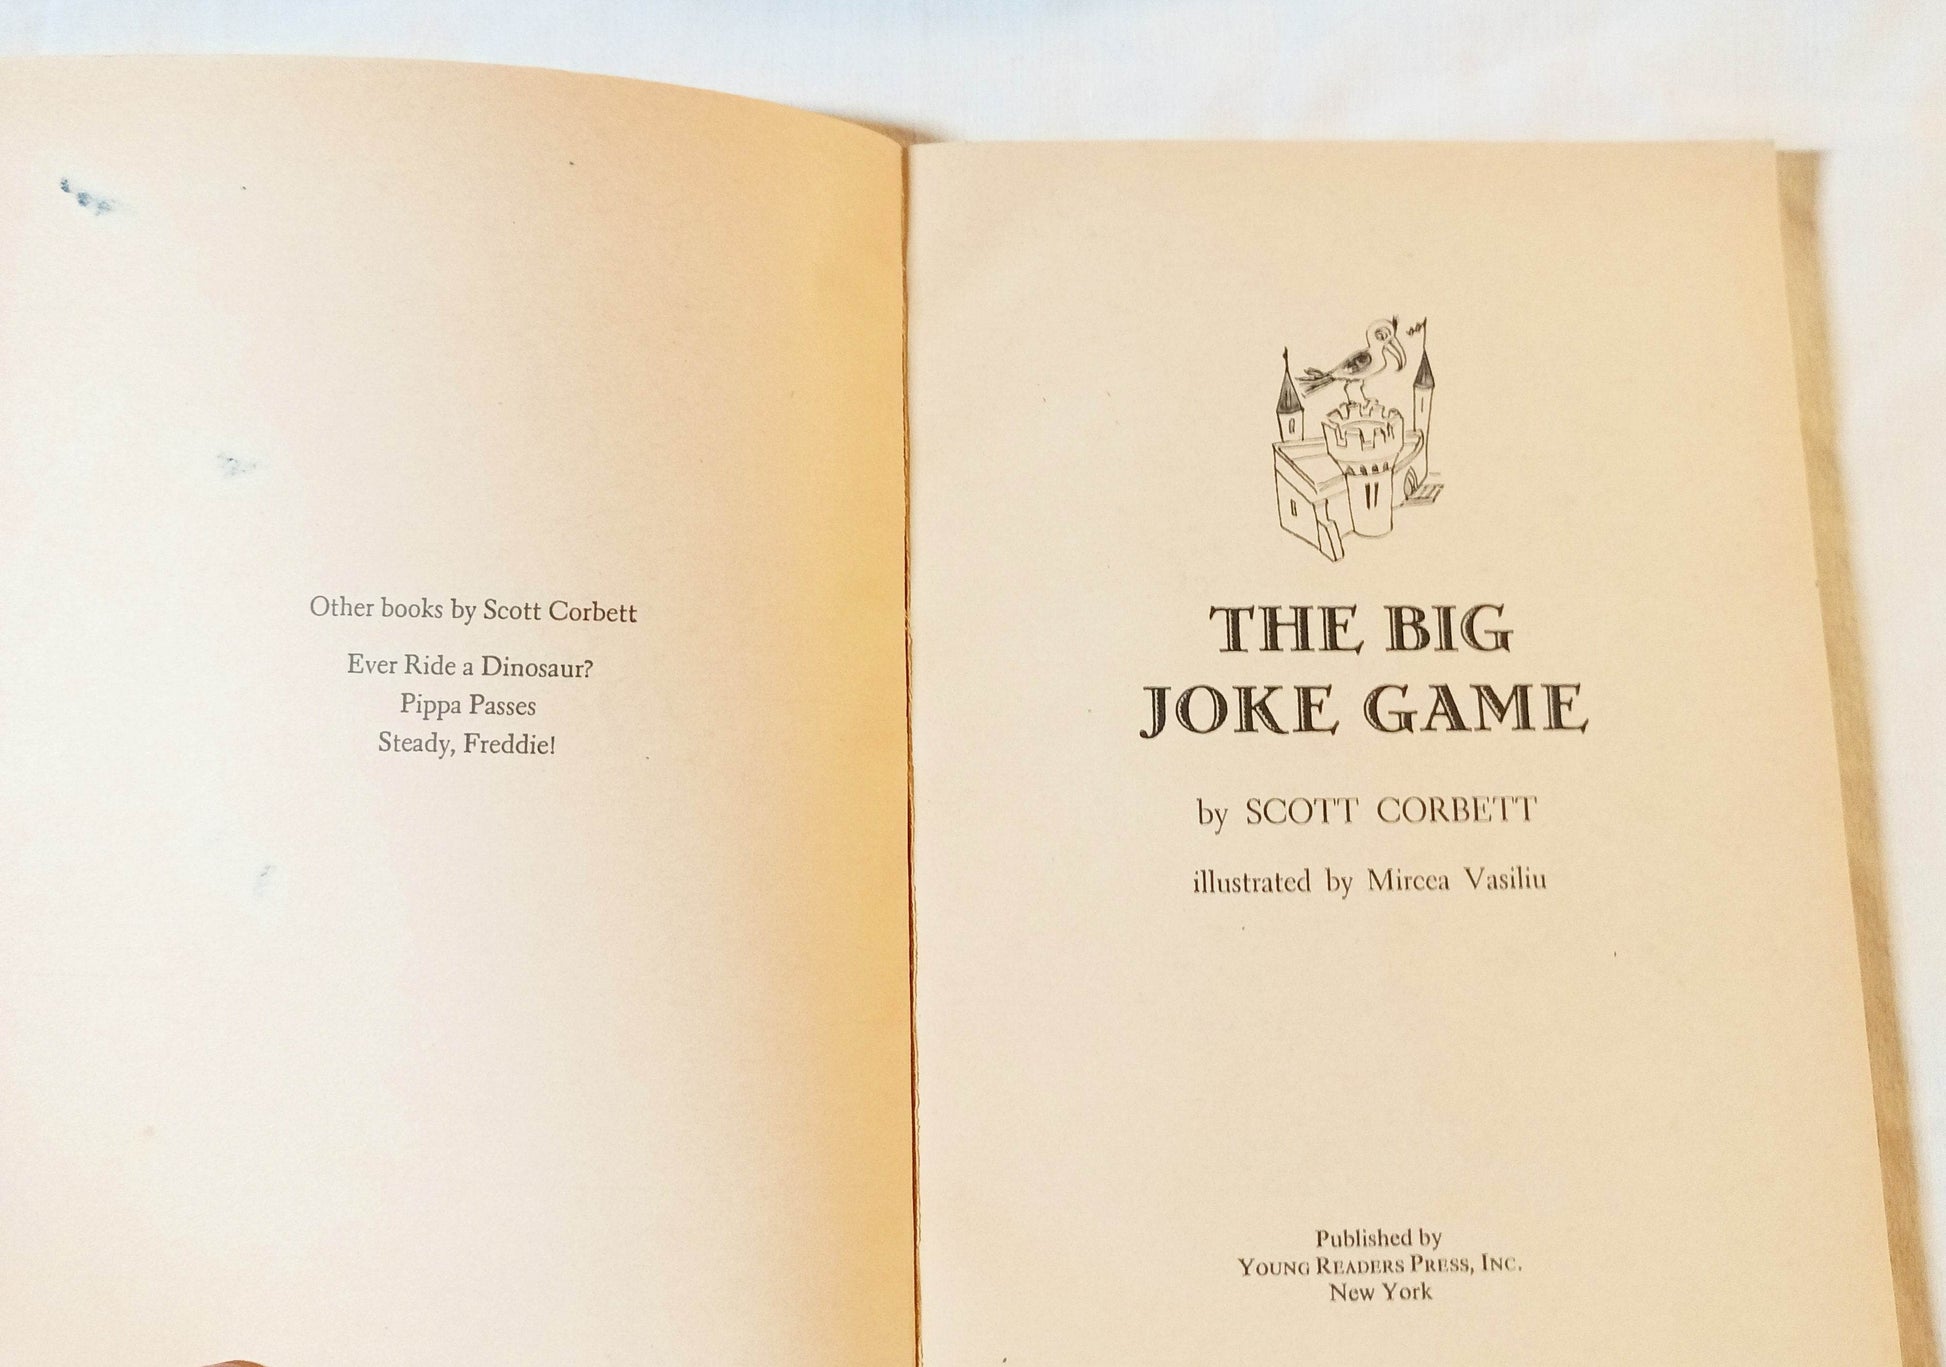 Other books by Scott Corbett
Ever Ride a Dinosaur?
Pippa Passes
Steady, Freddie!
THE BIG
JOKE GAME
by SCOTT CORBETT
illustrated by Mircea Vasiliu
Published by
YOUNG READERS PRESS, INC.
New York